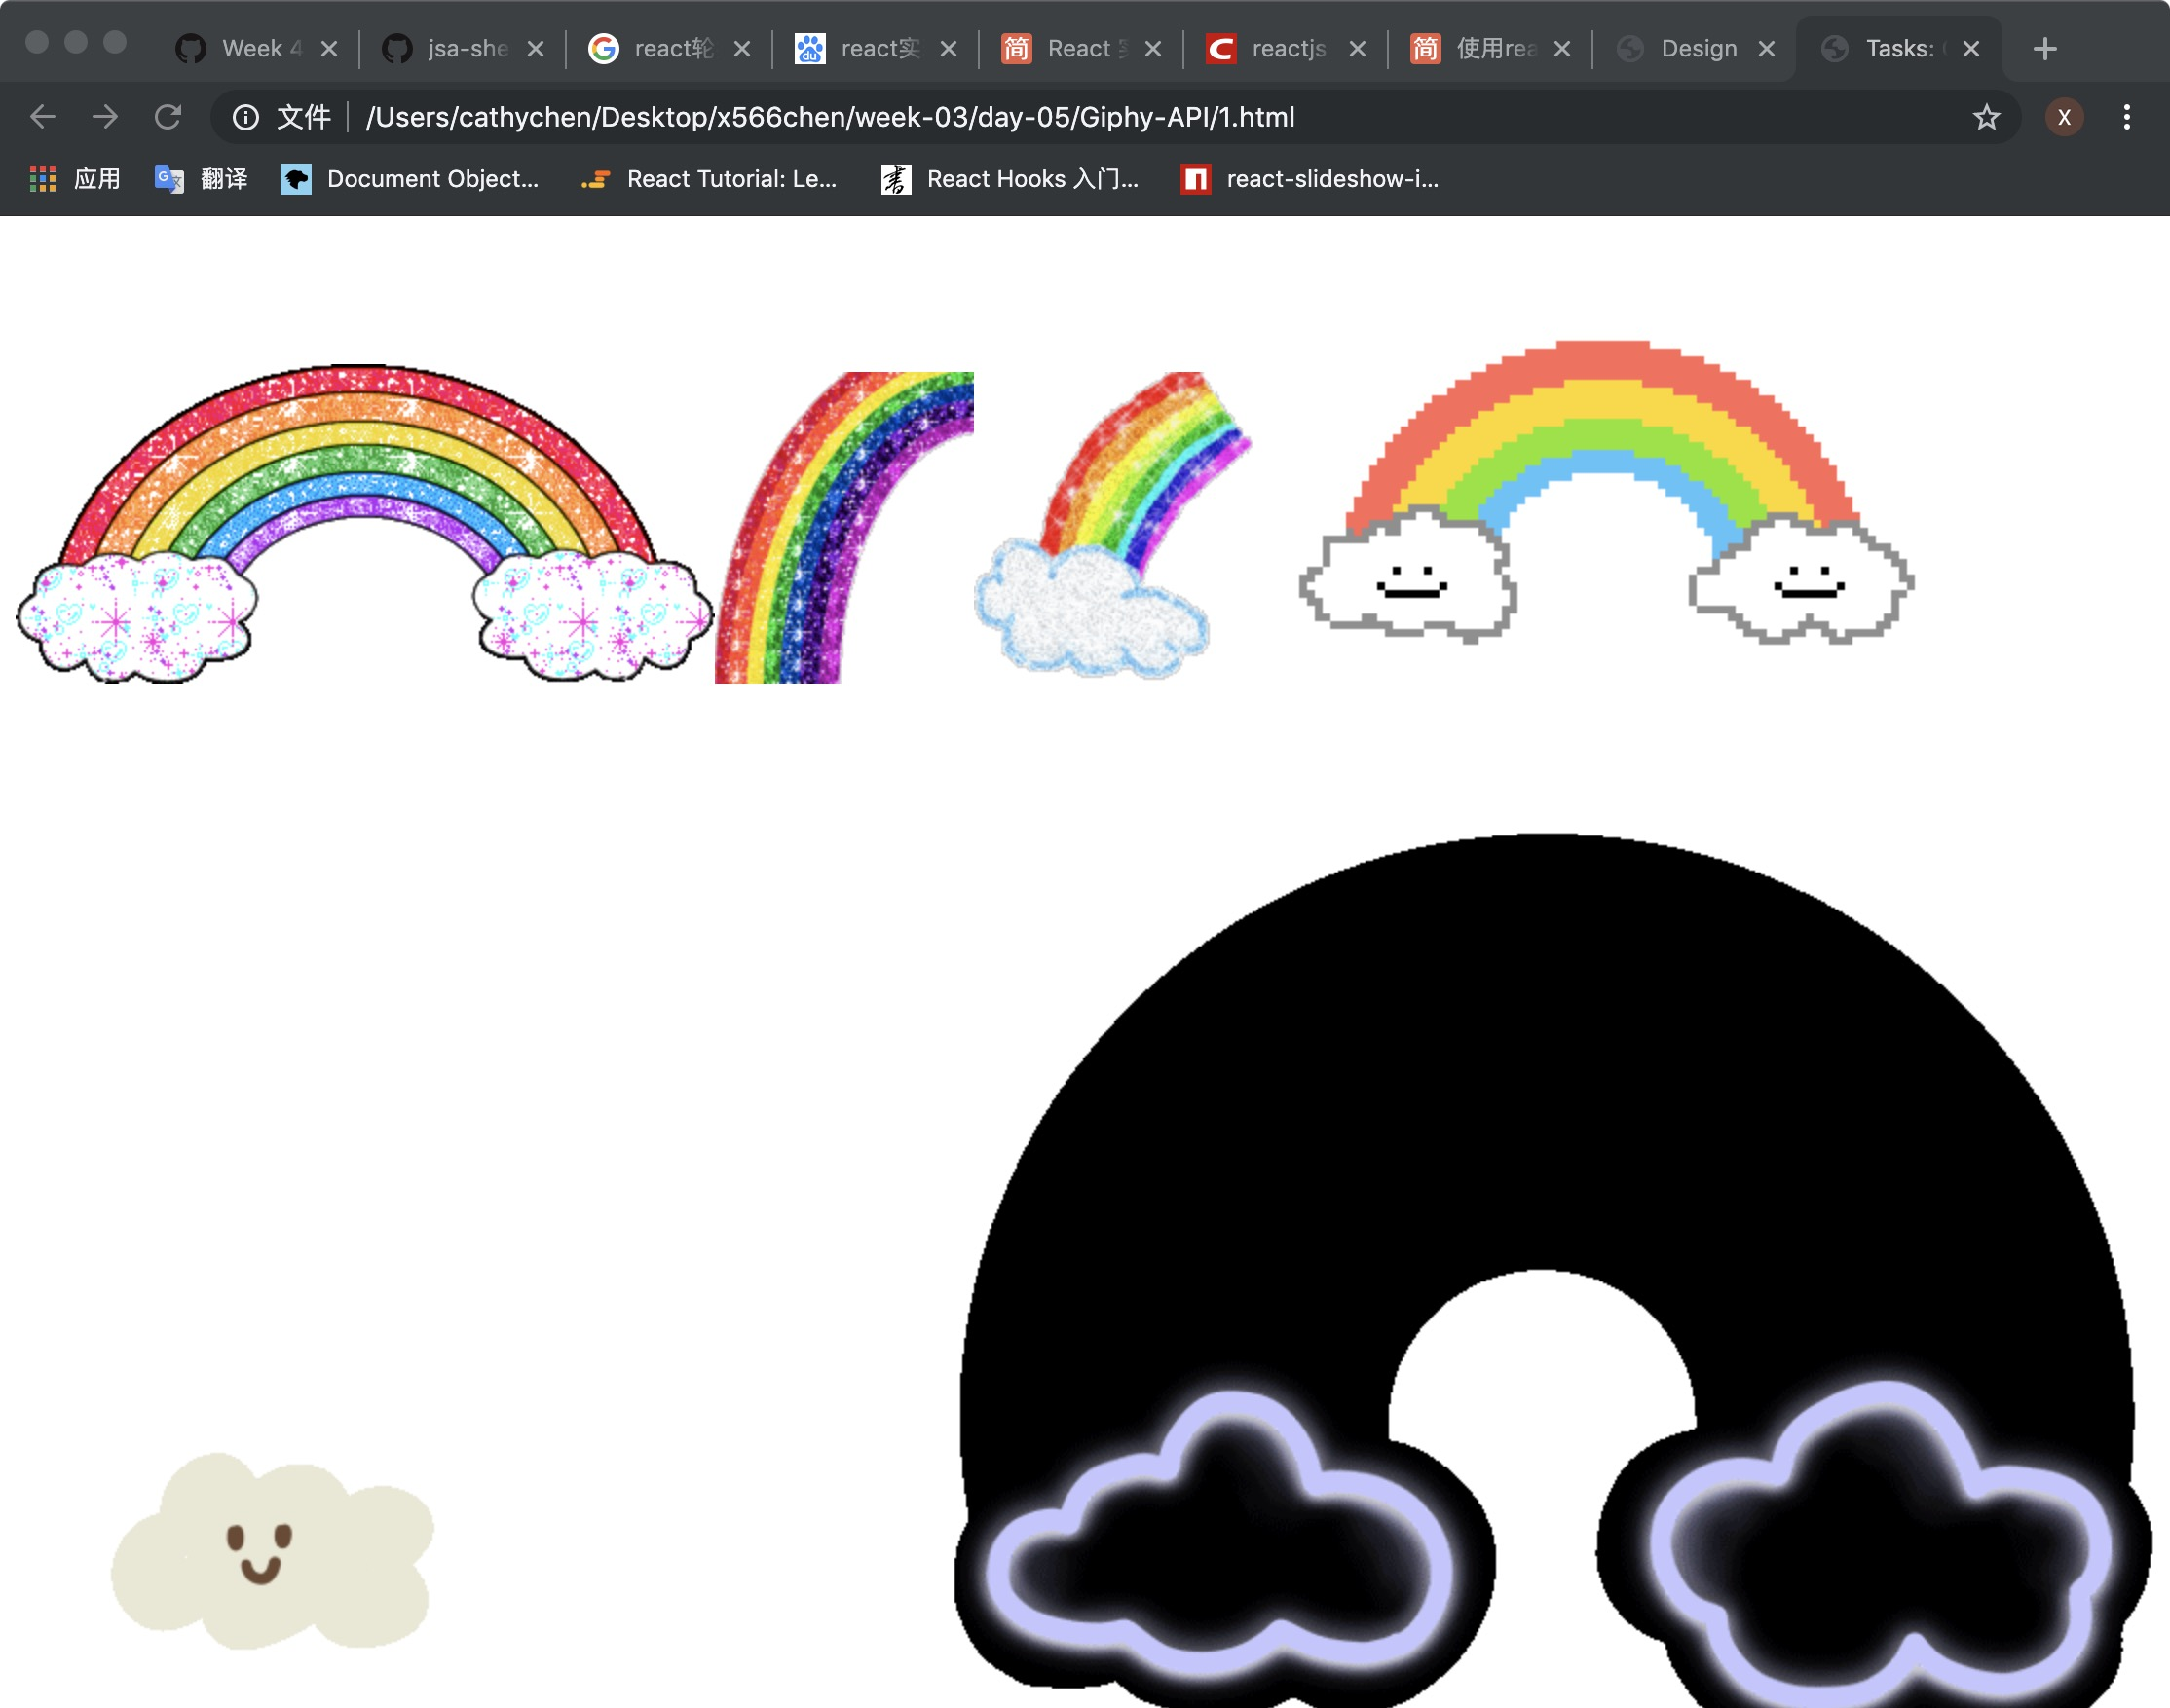 Week 4 jsa-she react轮 react实 React reactjs 使用rea Design Tasks:
文件 /Users/cathychen/Desktop/x566chen/week-03/day-05/Giphy-API/1.html X
应用 翻译 Document Object... React Tutorial: Le... React Hooks 入门... react-slideshow-i...